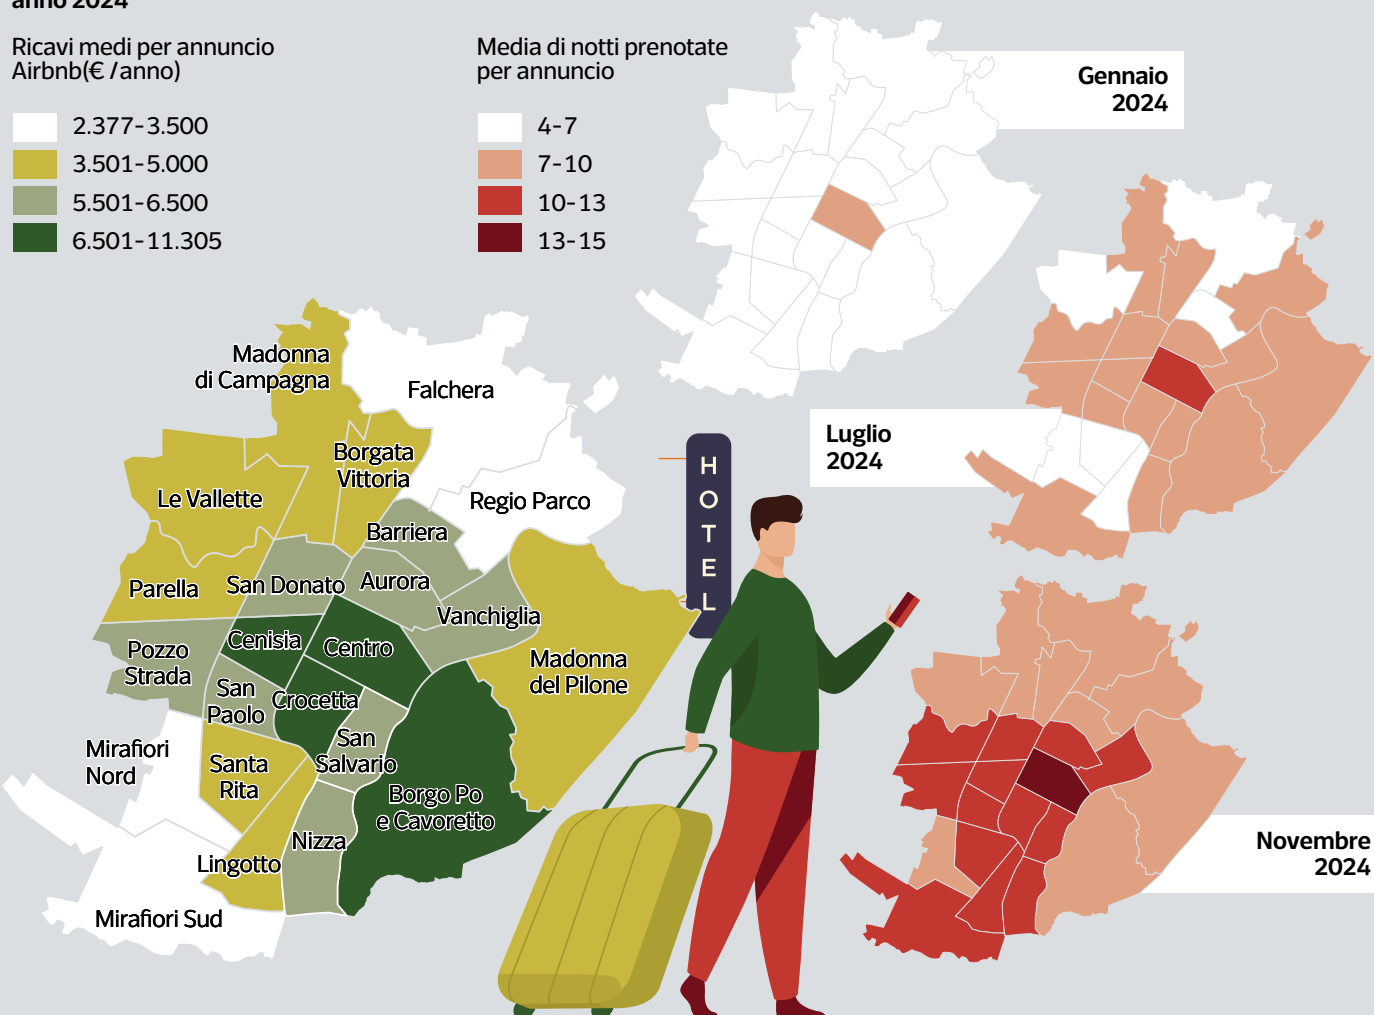 anno 2024
Ricavi medi per annuncio
Airbnb(€ /anno)
2.377-3.500
3.501-5.000
5.501-6.500
6.501-11.305
Media di notti prenotate
per annuncio
4-7
7-10
10-13
13-15
Gennaio
2024
Luglio
2024
Novembre
2024
Madonna
di Campagna
Falchera
Borgata
Vittoria
Le Vallette
Regio Parco
Barriera
Parella
San Donato
Aurora
Vanchiglia
Pozzo
Strada
Cenisia
Centro
Madonna
del Pilone
San
Paolo
Crocetta
Mirafiori
Nord
San
Salvario
Santa
Rita
Borgo Po
e Cavoretto
Nizza
Lingotto
Mirafiori Sud
H
O
T
E
L